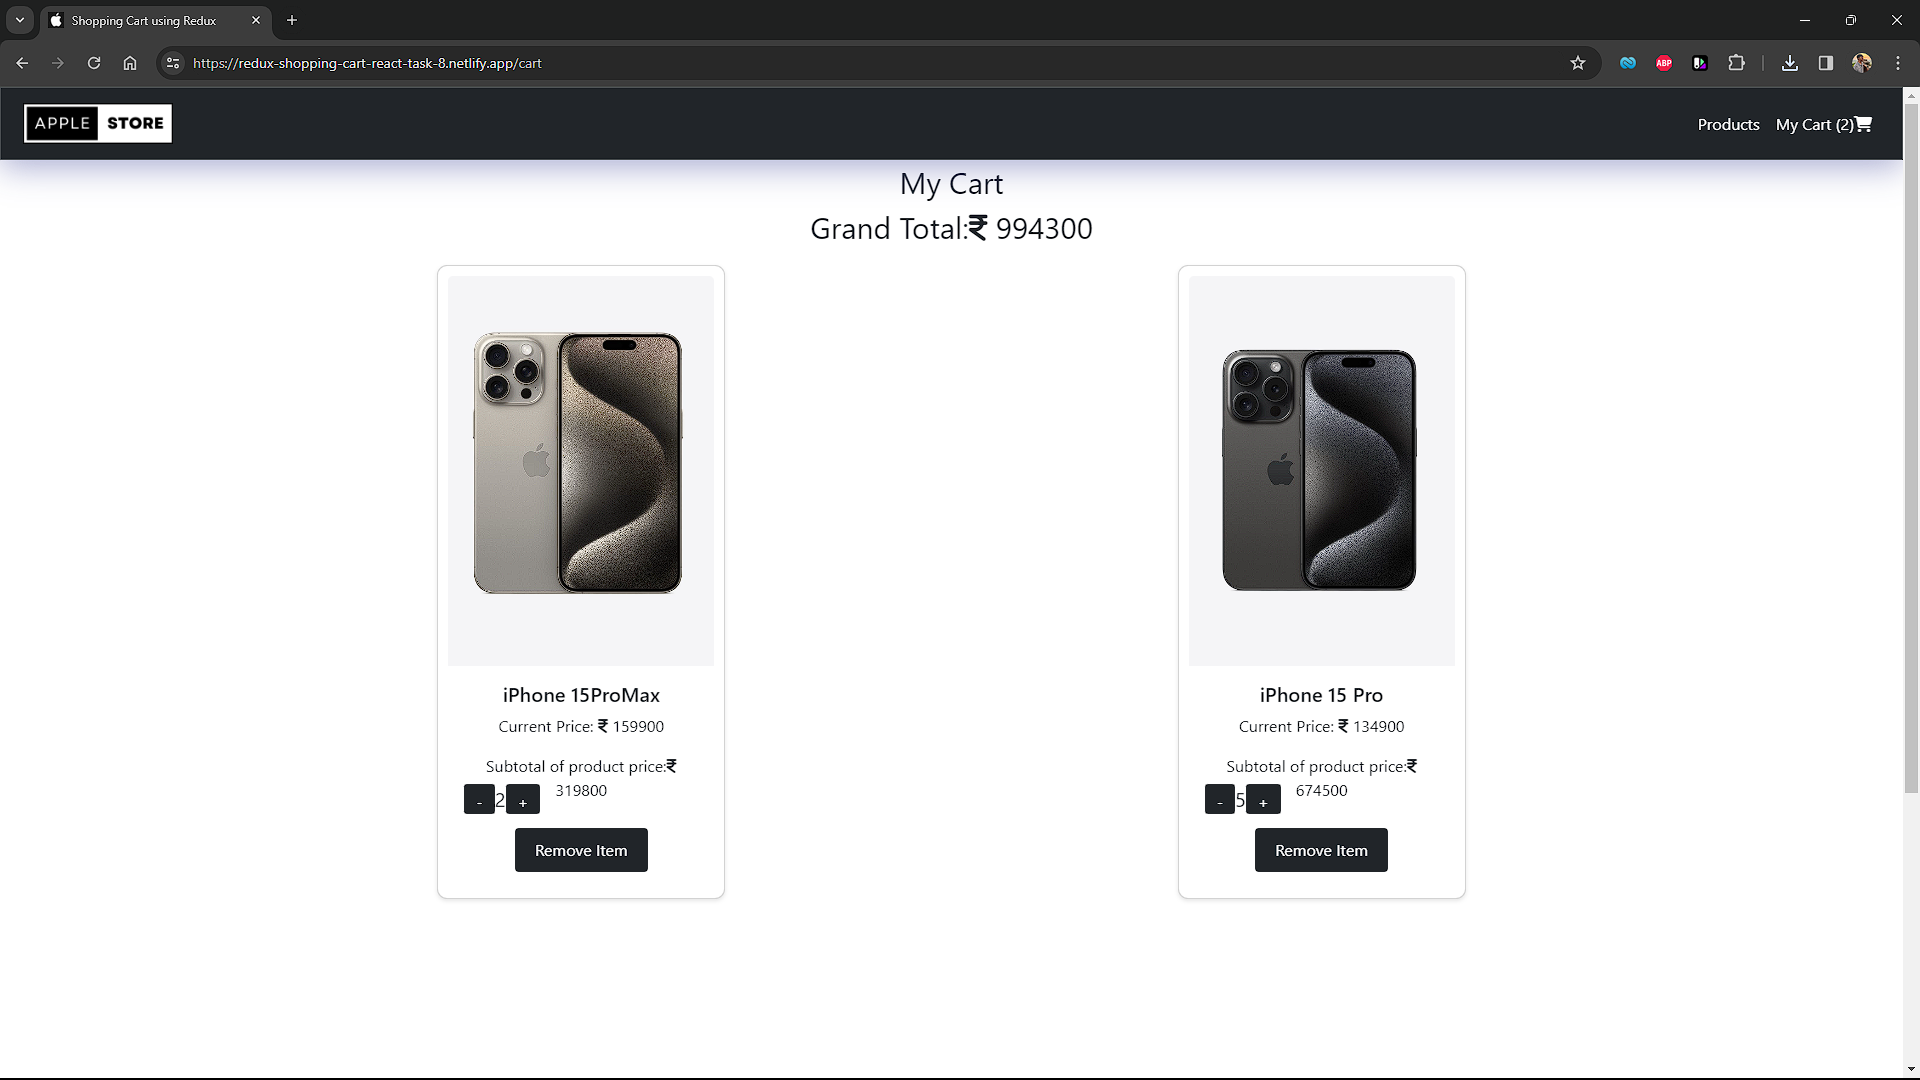 Shopping Cart using Redux
https://redux-shopping-cart-react-task-8.netlify.app/cart
ABP
APPLE STORE
Products My Cart (2)
My Cart
Grand Total:₹ 994300
iPhone 15ProMax
Current Price: ₹ 159900
Subtotal of product price:₹
319800
- 2 +
Remove Item
iPhone 15 Pro
Current Price: ₹ 134900
Subtotal of product price:₹
674500
- 5 +
Remove Item